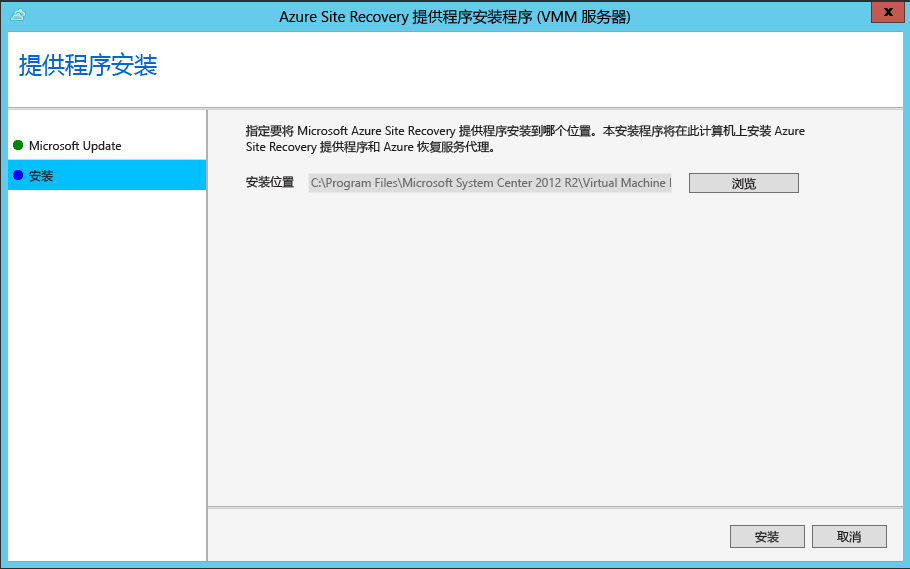 Azure Site Recovery 提供程序安装程序 (VMM 服务器)
x
提供程序安装
Microsoft Update
安装
指定要将 Microsoft Azure Site Recovery 提供程序安装到哪个位置。本安装程序将在此计算机上安装 Azure
Site Recovery 提供程序和 Azure 恢复服务代理。
安装位置 C:\Program Files\Microsoft System Center 2012 R2\Virtual Machine 浏览
安装 取消